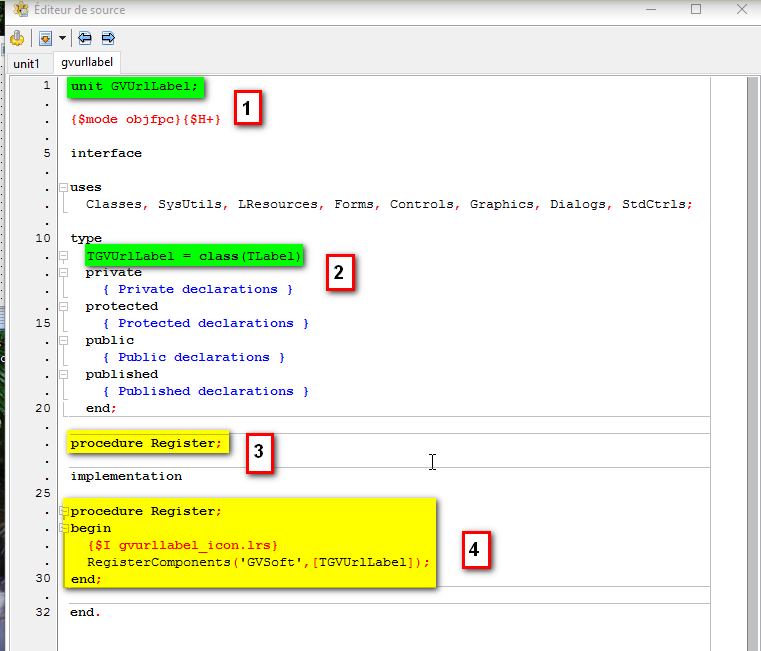 Éditeur de source
unit1 gvurllabel
1 unit GVUrlLabel;
1
{$mode objfpc}{$H+}
5 interface
uses
Classes, SysUtils, LResources, Forms, Controls, Graphics, Dialogs, StdCtrls;
10 type
TGVUrlLabel = class(TLabel)
2
private
{ Private declarations }
protected
15 { Protected declarations }
public
{ Public declarations }
published
{ Published declarations }
20 end;
procedure Register;
3
implementation
25
procedure Register;
begin
{$I gvurllabel_icon.lrs}
4
RegisterComponents('GVSoft',[TGVUrlLabel]);
30 end;
32 end.